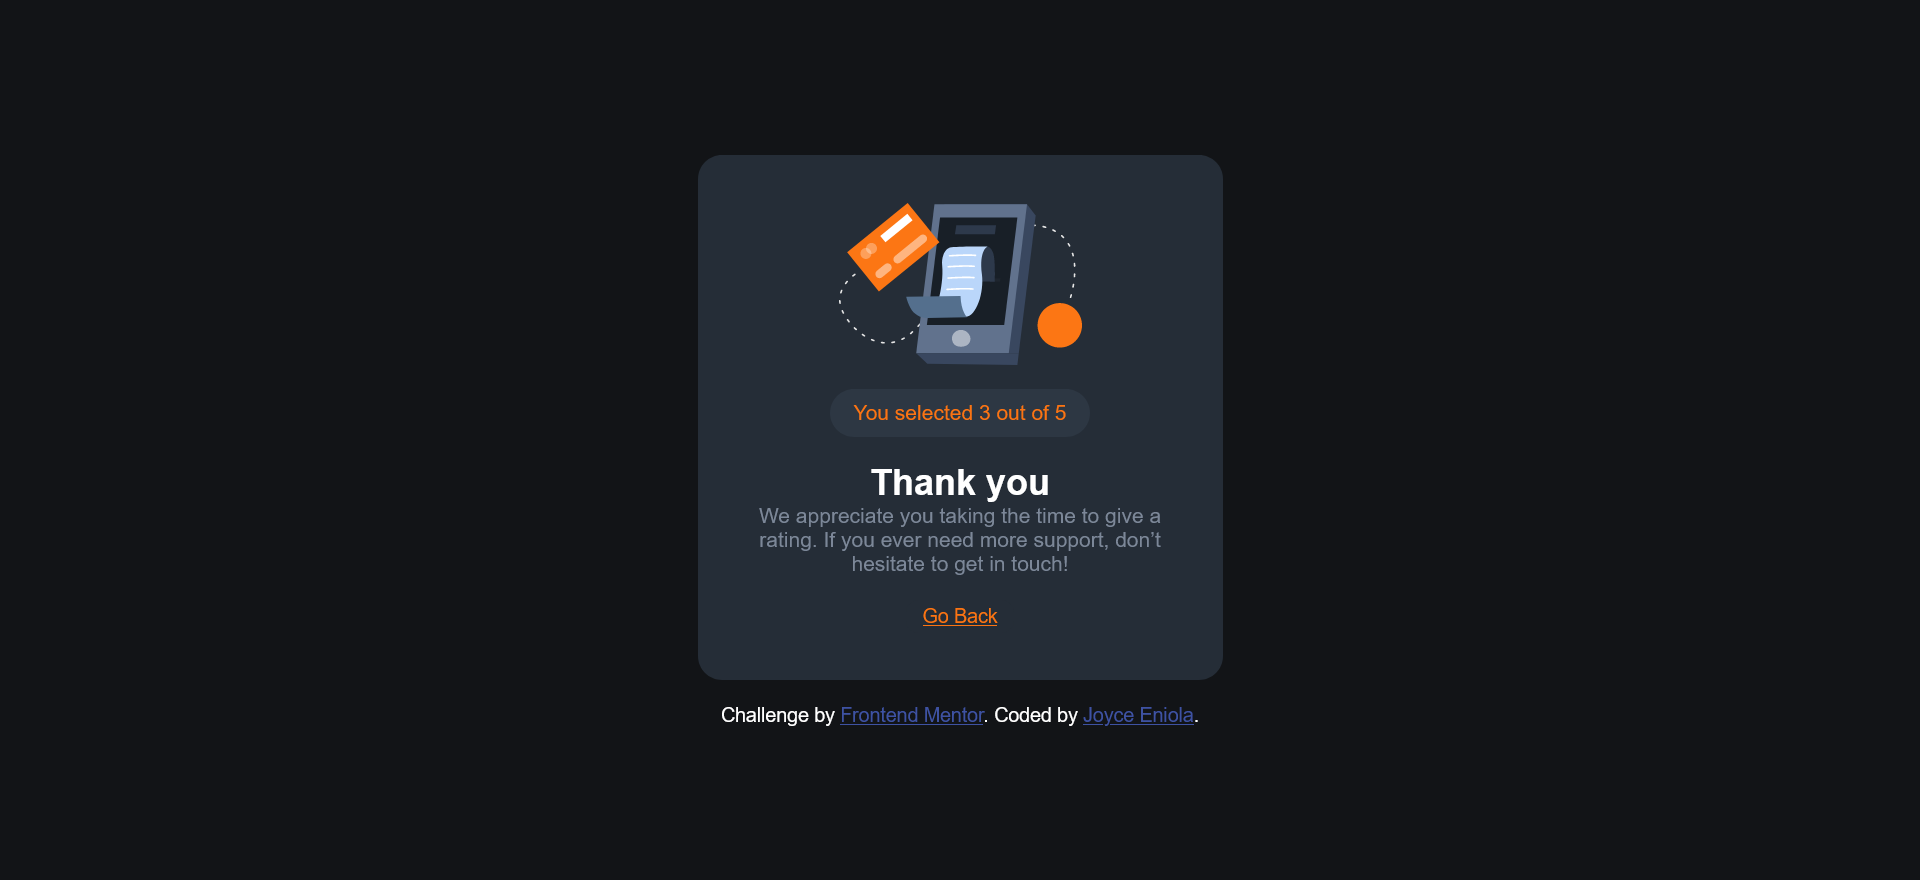 You selected 3 out of 5
Thank you
We appreciate you taking the time to give a
rating. If you ever need more support, don’t
hesitate to get in touch!
Go Back
Challenge by Frontend Mentor. Coded by Joyce Eniola.